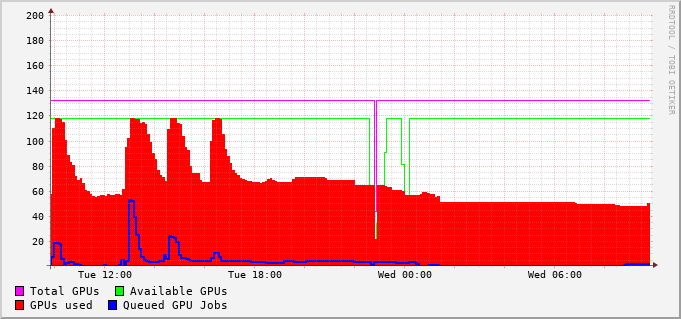 200
180
160
140
120
100
80
60
40
20
Tue 12:00 Tue 18:00 Wed 00:00 Wed 06:00
Total GPUs Available GPUs
GPUs used Queued GPU Jobs
RRDTOOL / TOBI OETIKER